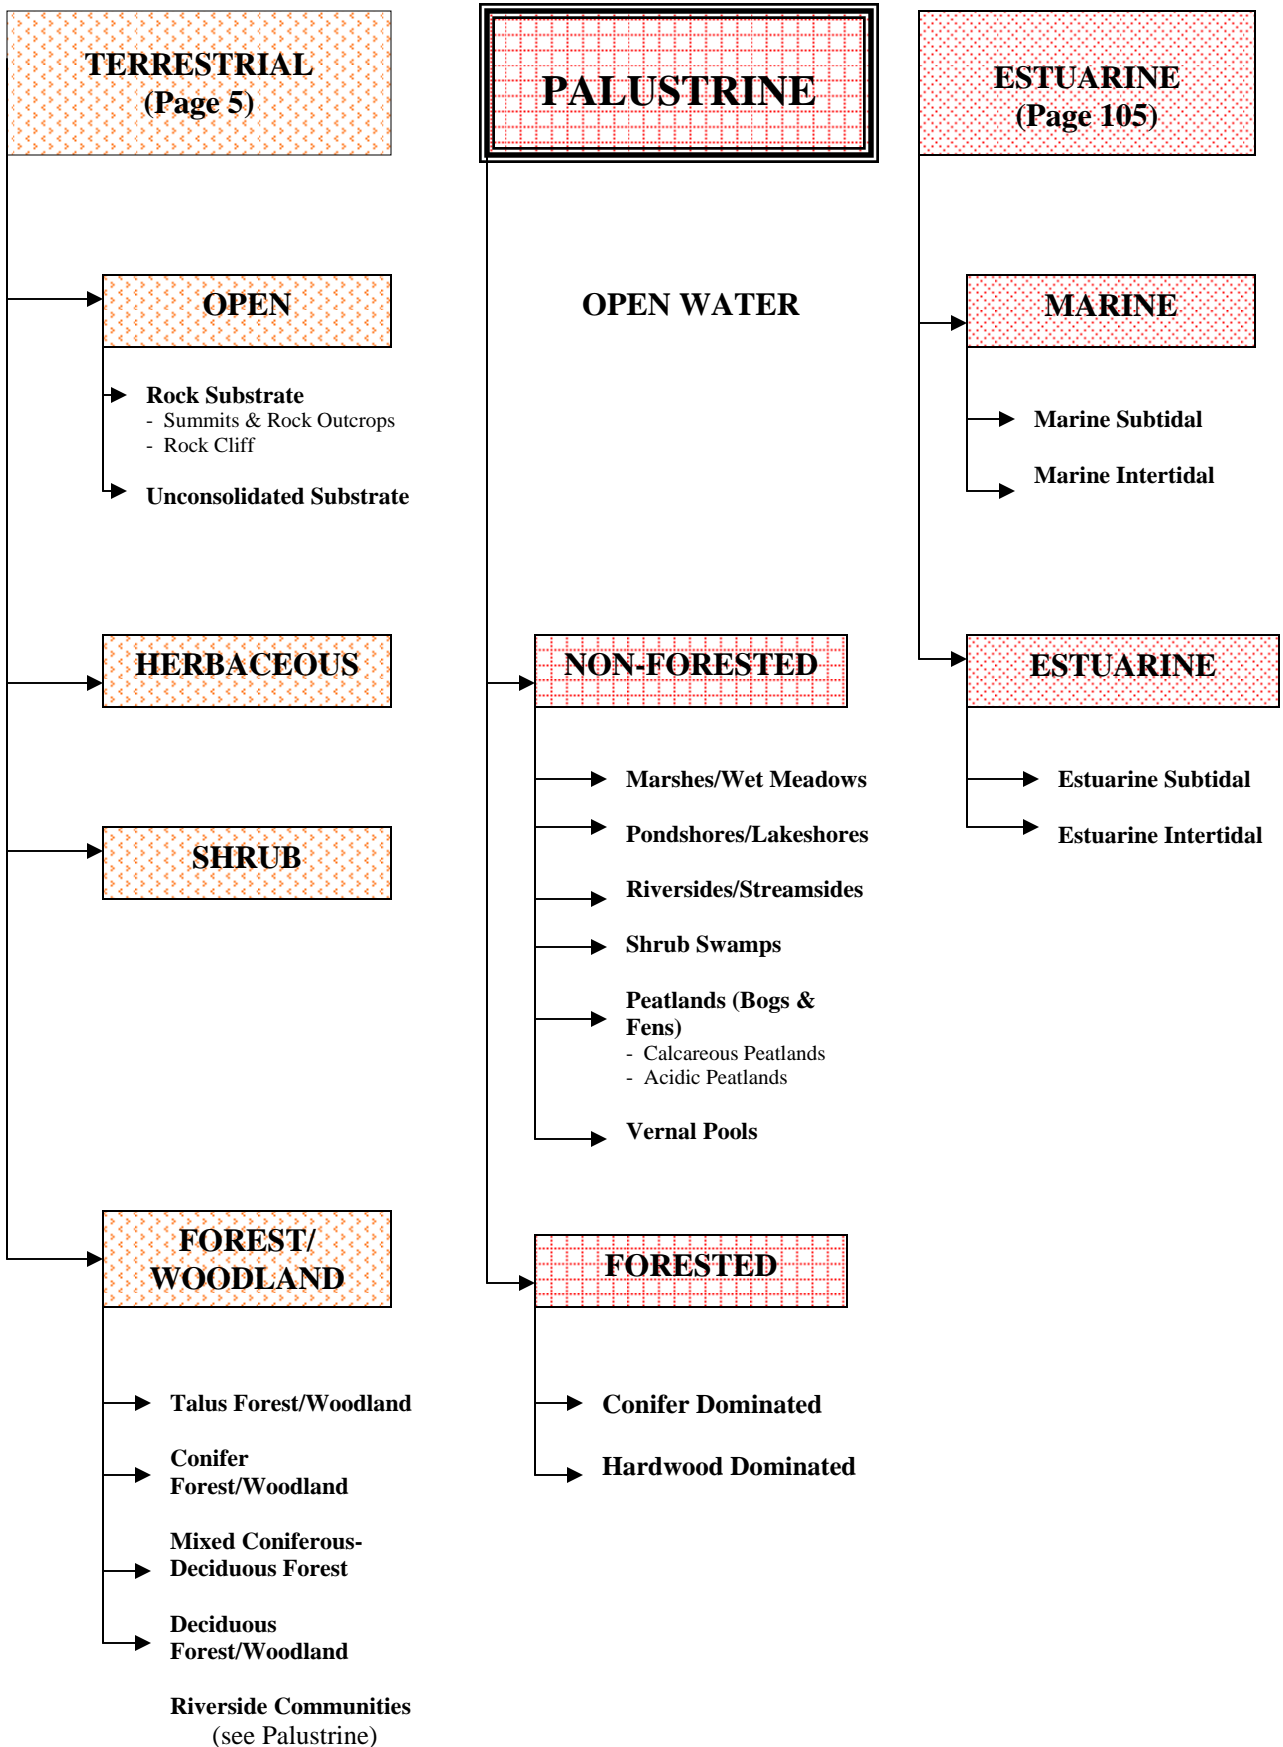 TERRESTRIAL
(Page 5)
OPEN
Rock Substrate
- Summits & Rock Outcrops
- Rock Cliff
Unconsolidated Substrate
HERBACEOUS
SHRUB
FOREST/
WOODLAND
Talus Forest/Woodland
Conifer
Forest/Woodland
Mixed Coniferous-
Deciduous Forest
Deciduous
Forest/Woodland
Riverside Communities
(see Palustrine)
PALUSTRINE
OPEN WATER
NON-FORESTED
Marshes/Wet Meadows
Pondshores/Lakeshores
Riversides/Streamsides
Shrub Swamps
Peatlands (Bogs &
Fens)
- Calcareous Peatlands
- Acidic Peatlands
Vernal Pools
FORESTED
Conifer Dominated
Hardwood Dominated
ESTUARINE
(Page 105)
MARINE
Marine Subtidal
Marine Intertidal
ESTUARINE
Estuarine Subtidal
Estuarine Intertidal